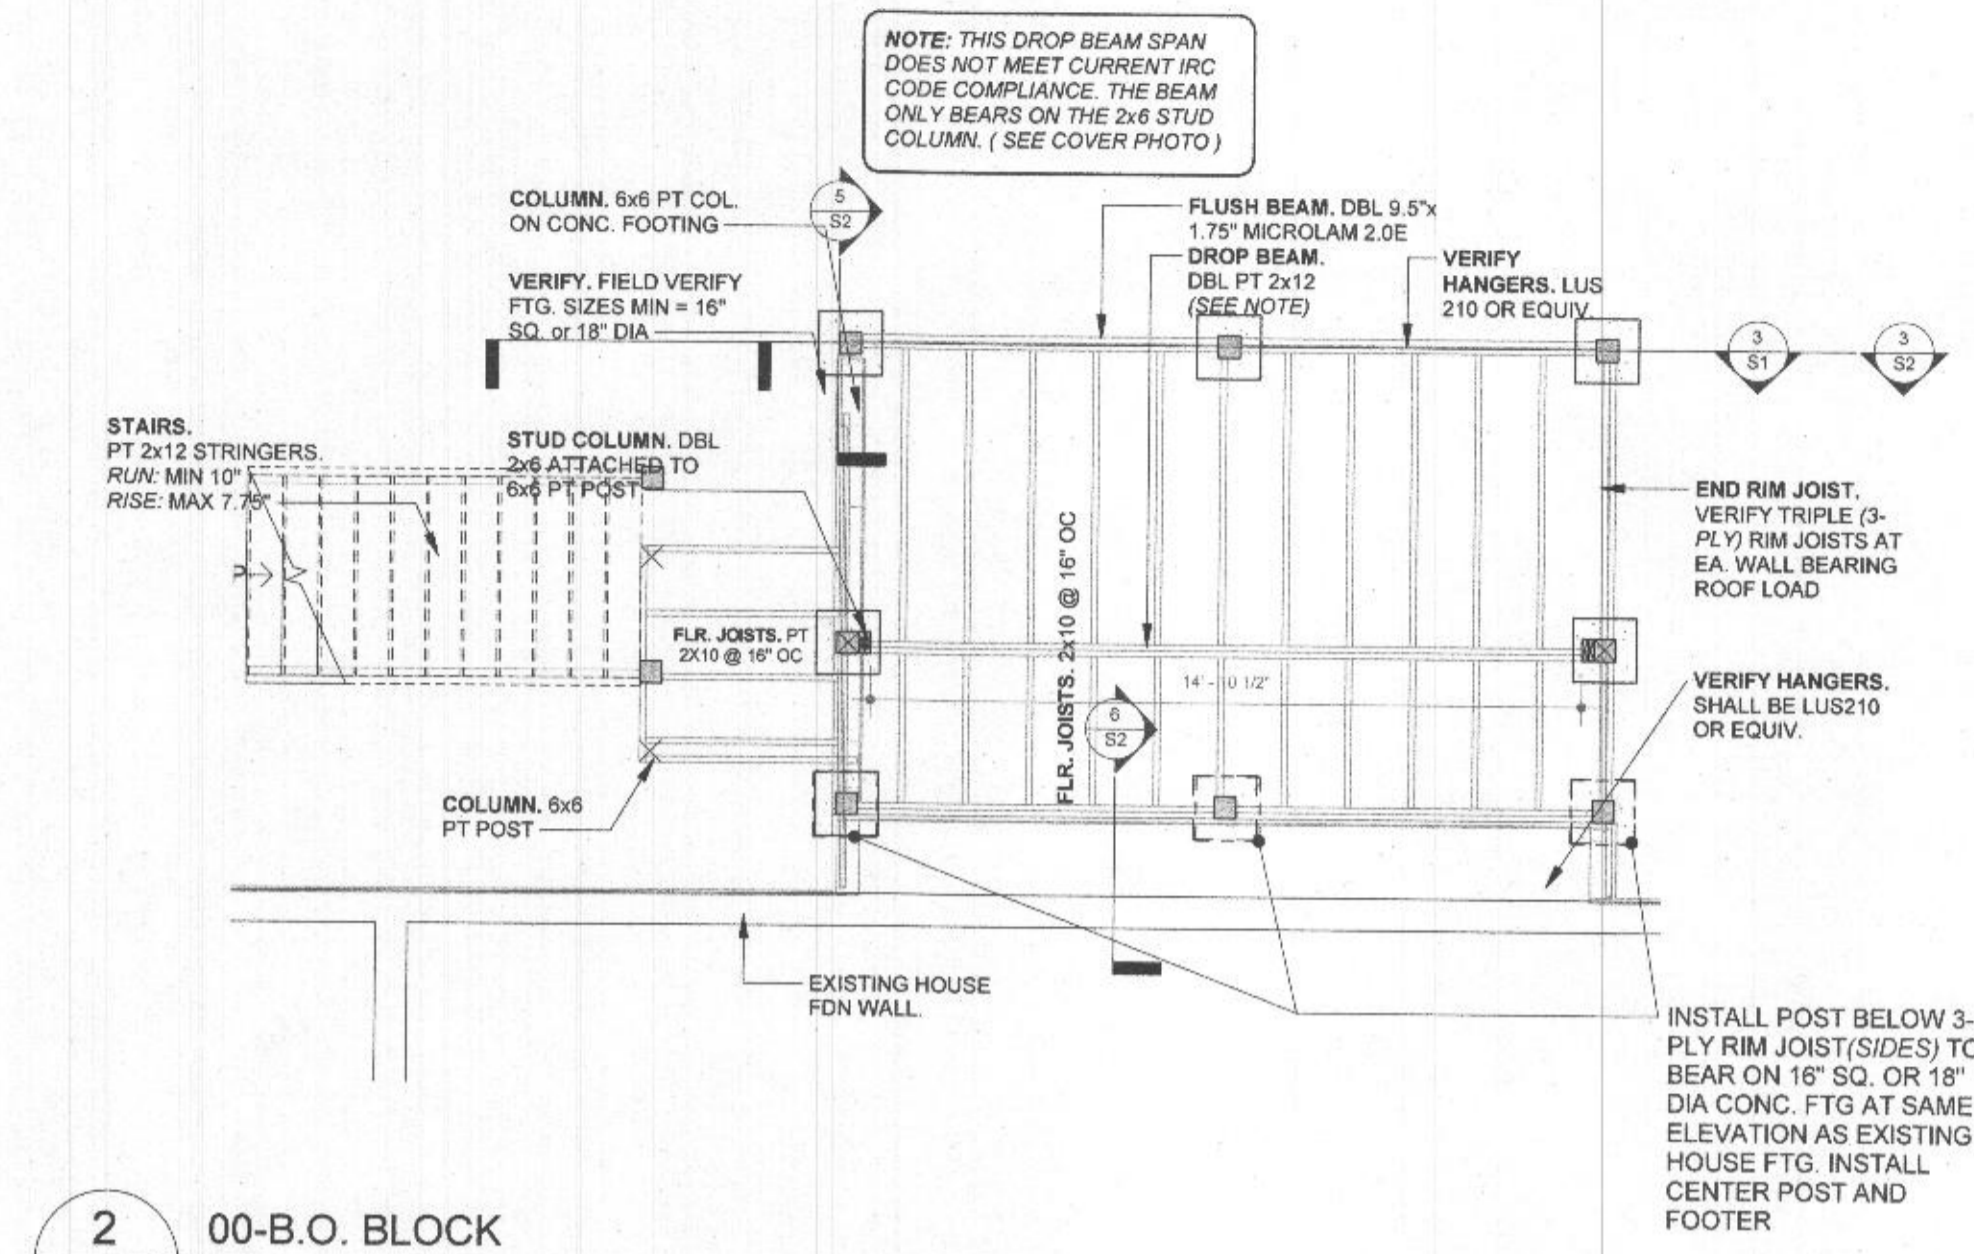 NOTE: THIS DROP BEAM SPAN
DOES NOT MEET CURRENT IRC
CODE COMPLIANCE. THE BEAM
ONLY BEARS ON THE 2x6 STUD
COLUMN. ( SEE COVER PHOTO )
COLUMN. 6x6 PT COL.
ON CONC. FOOTING
5
S2
FLUSH BEAM. DBL 9.5"x
1.75" MICROLAM 2.0E
DROP BEAM.
DBL PT 2x12
(SEE NOTE)
VERIFY
HANGERS. LUS
210 OR EQUIV.
VERIFY. FIELD VERIFY
FTG. SIZES MIN = 16"
SQ. or 18" DIA
3
S1
3
S2
STAIRS.
PT 2x12 STRINGERS.
RUN: MIN 10"
RISE: MAX 7.75"
STUD COLUMN. DBL
2x6 ATTACHED TO
6x6 PT POST
END RIM JOIST.
VERIFY TRIPLE (3-
PLY) RIM JOISTS AT
EA. WALL BEARING
ROOF LOAD
FLR. JOISTS. 2x10 @ 16" OC
FLR. JOISTS. PT
2X10 @ 16" OC
14' - 10 1/2"
6
S2
VERIFY HANGERS.
SHALL BE LUS210
OR EQUIV.
COLUMN. 6x6
PT POST
EXISTING HOUSE
FDN WALL.
INSTALL POST BELOW 3-
PLY RIM JOIST(SIDES) TO
BEAR ON 16" SQ. OR 18"
DIA CONC. FTG AT SAME
ELEVATION AS EXISTING
HOUSE FTG. INSTALL
CENTER POST AND
FOOTER
2
00-B.O. BLOCK